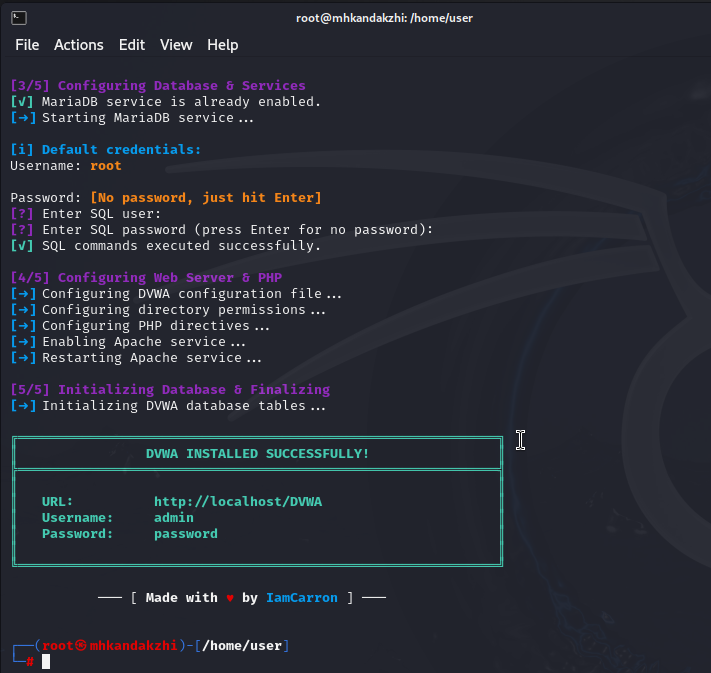 root@mhkandakzhi: /home/user
File Actions Edit View Help
[3/5] Configuring Database & Services
[√] MariaDB service is already enabled.
[→] Starting MariaDB service...
[i] Default credentials:
Username: root
Password: [No password, just hit Enter]
[?] Enter SQL user:
[?] Enter SQL password (press Enter for no password):
[√] SQL commands executed successfully.
[4/5] Configuring Web Server & PHP
[→] Configuring DVWA configuration file...
[→] Configuring directory permissions...
[→] Configuring PHP directives...
[→] Enabling Apache service...
[→] Restarting Apache service...
[5/5] Initializing Database & Finalizing
[→] Initializing DVWA database tables...
DVWA INSTALLED SUCCESSFULLY!
URL: http://localhost/DVWA
Username: admin
Password: password
─── [ Made with ♥ by IamCarron ] ───
┌──(root㉿mhkandakzhi)-[/home/user]
└─#